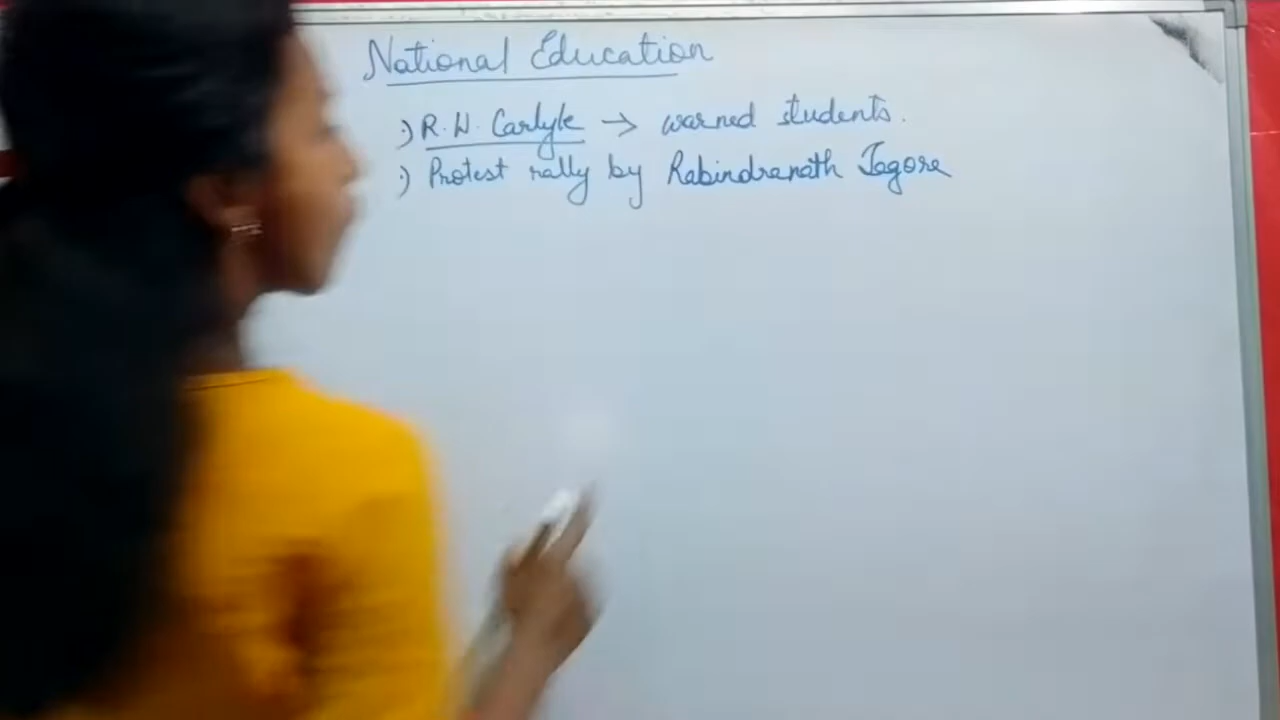 National Education
:) R.W. Carlyle → warned students.
:) Protest rally by Rabindranath Tagore